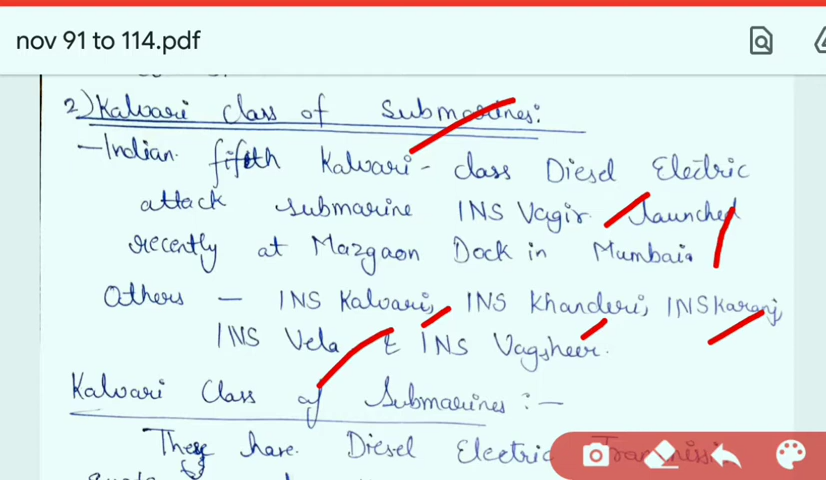 nov 91 to 114.pdf
2) Kalvari Class of Submarines:
- Indian fifth Kalvari - class Diesel Electric
attack submarine INS Vagir launched
recently at Mazgaon Dock in Mumbai.
Others - INS Kalvari, INS Khanderi, INS Karanj,
INS Vela & INS Vagsheer.
Kalvari Class of Submarines :-
These have Diesel Electric